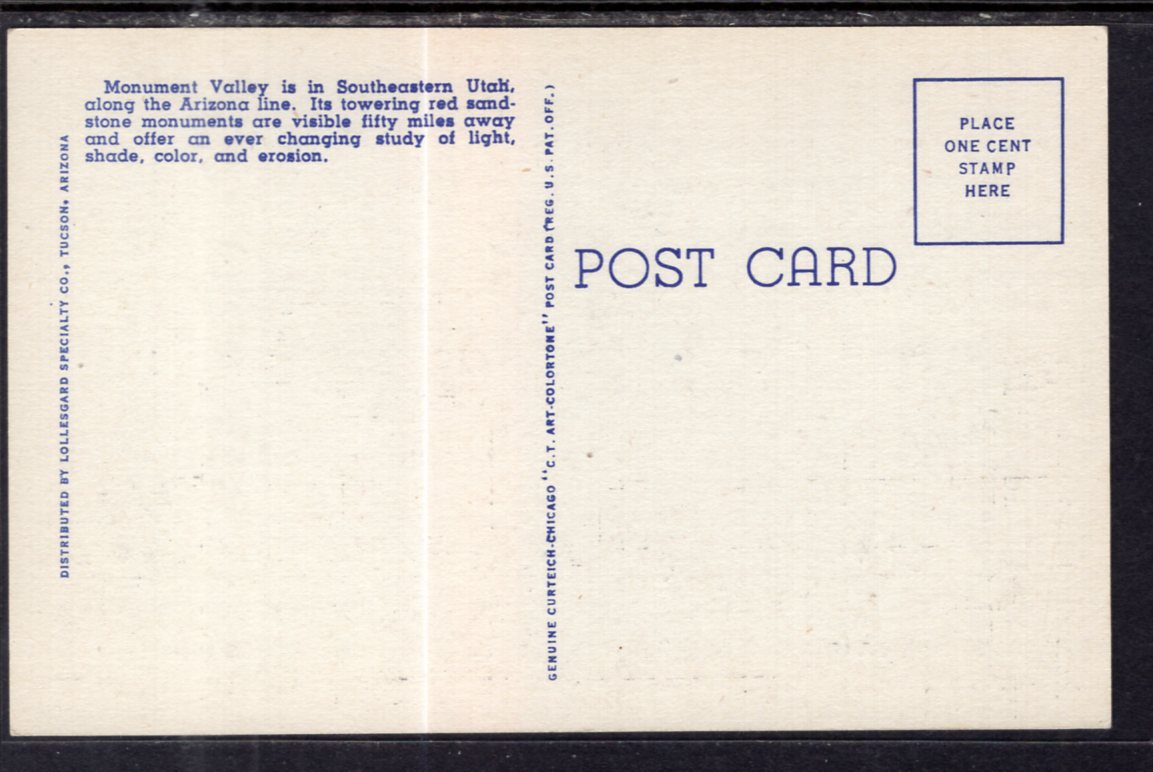 Monument Valley is in Southeastern Utah,
along the Arizona line. Its towering red sand-
stone monuments are visible fifty miles away
and offer an ever changing study of light,
shade, color, and erosion.
DISTRIBUTED BY LOLLESGARD SPECIALTY CO., TUCSON, ARIZONA
GENUINE CURTEICH-CHICAGO "C.T. ART-COLORTONE" POST CARD (REG. U.S. PAT. OFF.)
POST CARD
PLACE
ONE CENT
STAMP
HERE